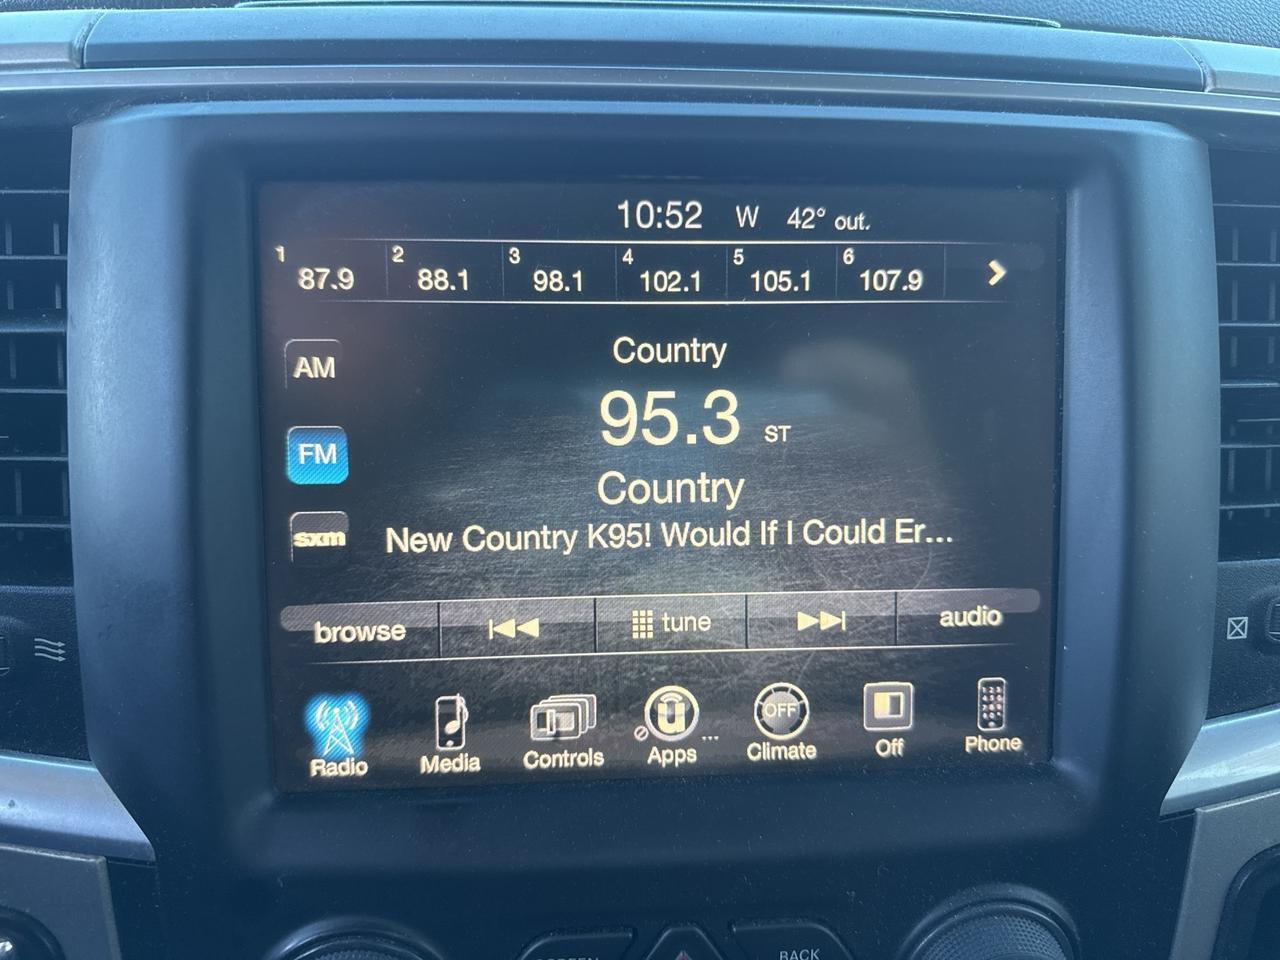 10:52 W 42° out.
1 87.9 2 88.1 3 98.1 4 102.1 5 105.1 6 107.9
Country
AM
95.3 ST
FM
Country
sxm
New Country K95! Would If I Could Er...
browse tune audio
OFF
Radio Media Controls Apps ... Climate Off Phone
BACK